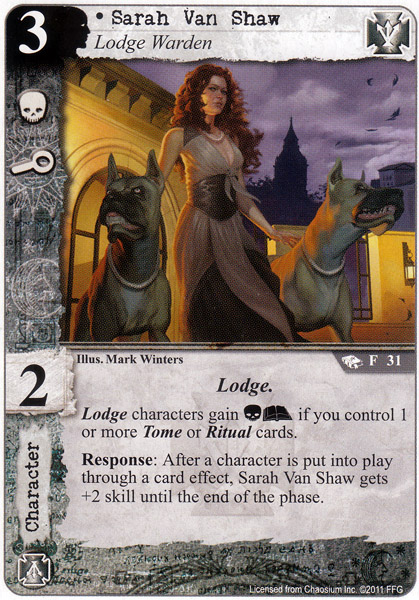 3
• Sarah Van Shaw
Lodge Warden
Illus. Mark Winters
F 31
2
Lodge.
Lodge characters gain if you control 1
or more Tome or Ritual cards.
Response: After a character is put into play
through a card effect, Sarah Van Shaw gets
+2 skill until the end of the phase.
Character
Licensed from Chaosium Inc. ©2011 FFG